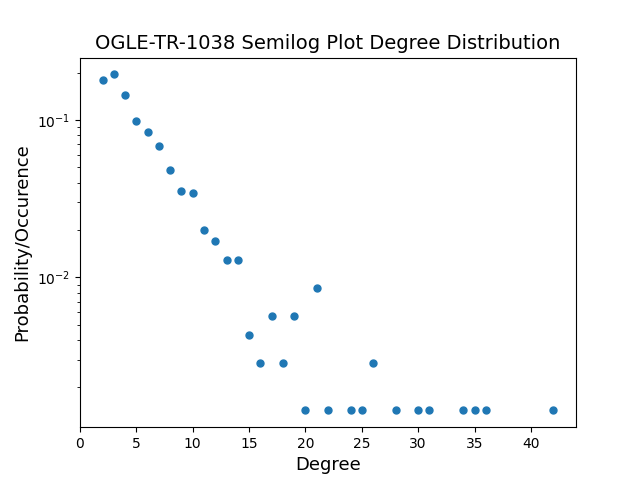 OGLE-TR-1038 Semilog Plot Degree Distribution
Probability/Occurence
10⁻¹
10⁻²
0 5 10 15 20 25 30 35 40
Degree